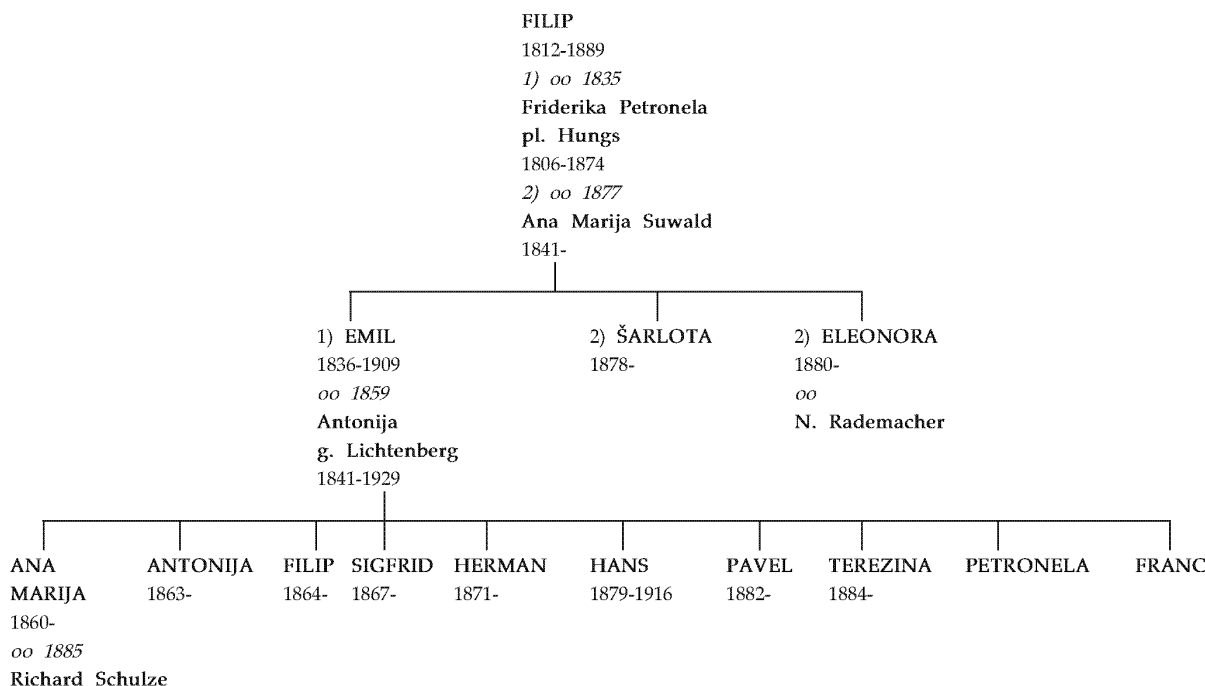 FILIP
1812-1889
1) oo 1835
Friderika Petronela
pl. Hungs
1806-1874
2) oo 1877
Ana Marija Suwald
1841-
1) EMIL
1836-1909
oo 1859
Antonija
g. Lichtenberg
1841-1929
2) ŠARLOTA
1878-
2) ELEONORA
1880-
oo
N. Rademacher
ANA
MARIJA
1860-
oo 1885
Richard Schulze
ANTONIJA
1863-
FILIP
1864-
SIGFRID
1867-
HERMAN
1871-
HANS
1879-1916
PAVEL
1882-
TEREZINA
1884-
PETRONELA
FRANC